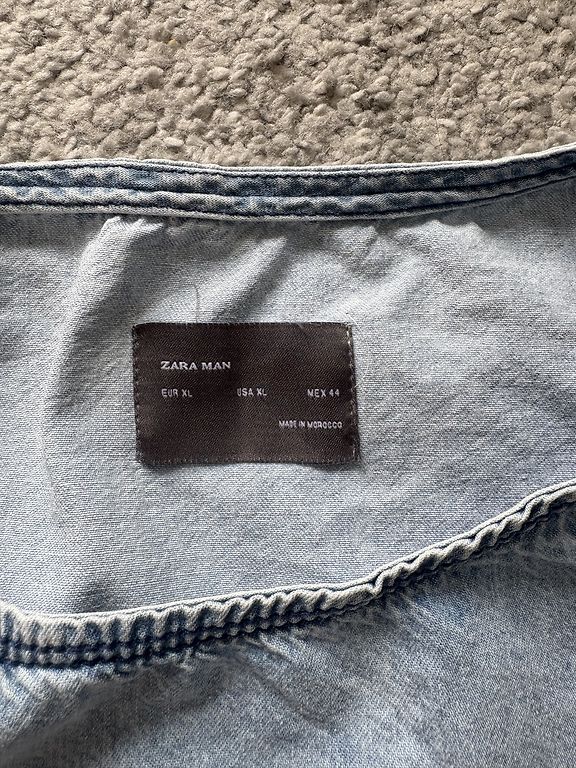 ZARA MAN
EUR XL USA XL MEX 44
MADE IN MOROCCO